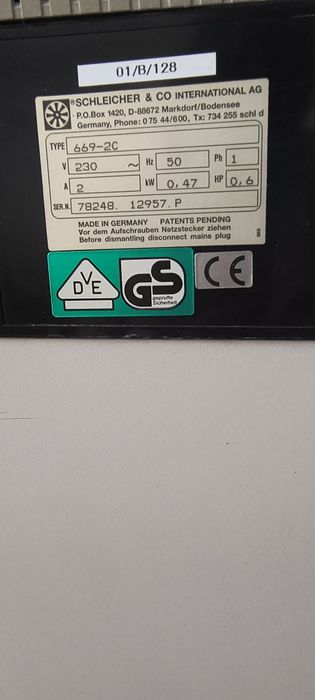 01/B/128
®SCHLEICHER & CO INTERNATIONAL AG
P.O.Box 1420, D-88672 Markdorf/Bodensee
Germany, Phone: 0 75 44/600, Tx: 734 255 schl d
TYPE 669-2C
V 230 ~ Hz 50 Ph 1
A 2 kW 0,47 HP 0,6
SER.N. 78248. 12957.P
MADE IN GERMANY PATENTS PENDING
Vor dem Aufschrauben Netzstecker ziehen
Before dismantling disconnect mains plug
DVE GS CE
geprüfte
Sicherheit